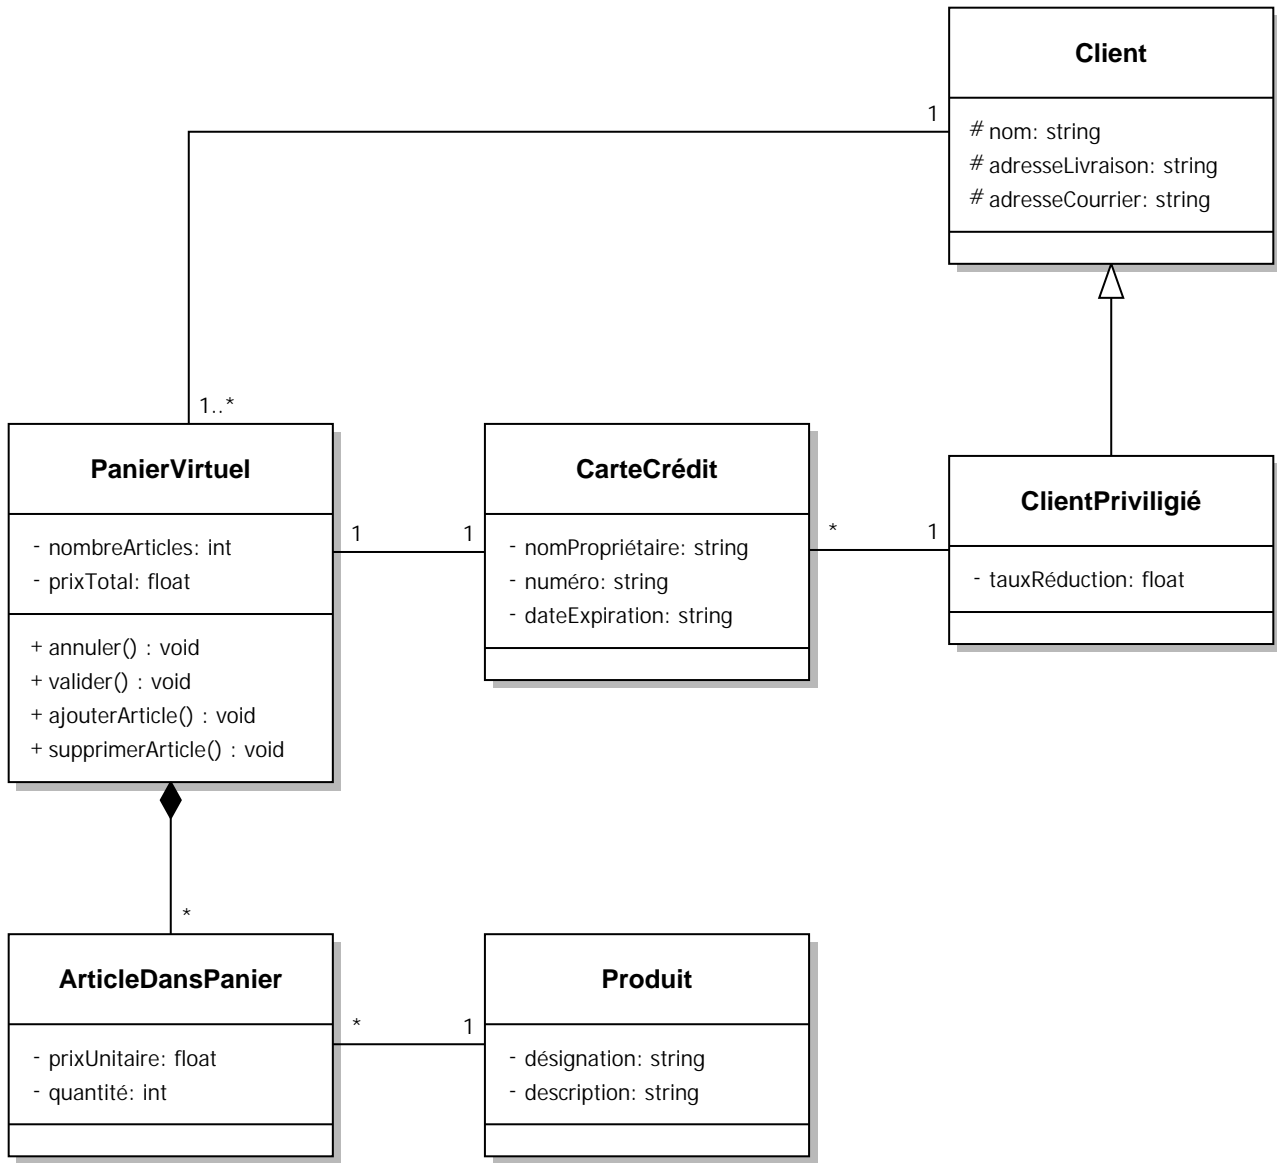 Client
# nom: string
# adresseLivraison: string
# adresseCourrier: string
1
1..*
PanierVirtuel
- nombreArticles: int
- prixTotal: float
+ annuler() : void
+ valider() : void
+ ajouterArticle() : void
+ supprimerArticle() : void
1
1
CarteCrédit
- nomPropriétaire: string
- numéro: string
- dateExpiration: string
*
1
ClientPriviligié
- tauxRéduction: float
*
ArticleDansPanier
- prixUnitaire: float
- quantité: int
*
1
Produit
- désignation: string
- description: string